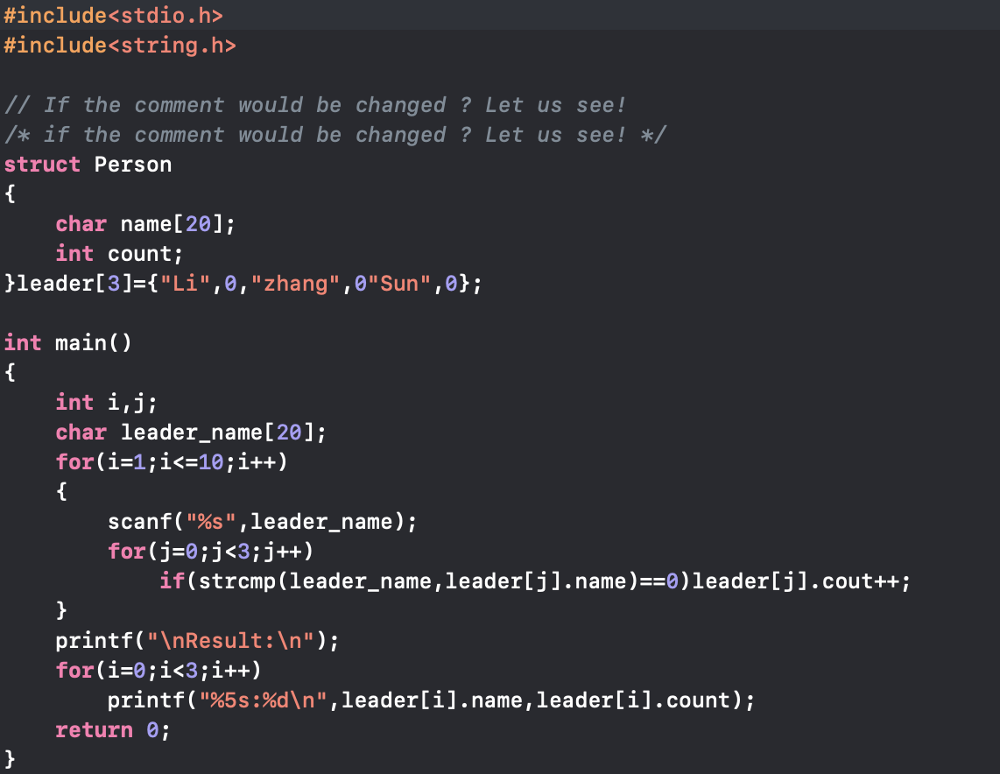 #include<stdio.h>
#include<string.h>

// If the comment would be changed ? Let us see!
/* if the comment would be changed ? Let us see! */
struct Person
{
    char name[20];
    int count;
}leader[3]={"Li",0,"zhang",0"Sun",0};

int main()
{
    int i,j;
    char leader_name[20];
    for(i=1;i<=10;i++)
    {
        scanf("%s",leader_name);
        for(j=0;j<3;j++)
            if(strcmp(leader_name,leader[j].name)==0)leader[j].cout++;
    }
    printf("\nResult:\n");
    for(i=0;i<3;i++)
        printf("%5s:%d\n",leader[i].name,leader[i].count);
    return 0;
}